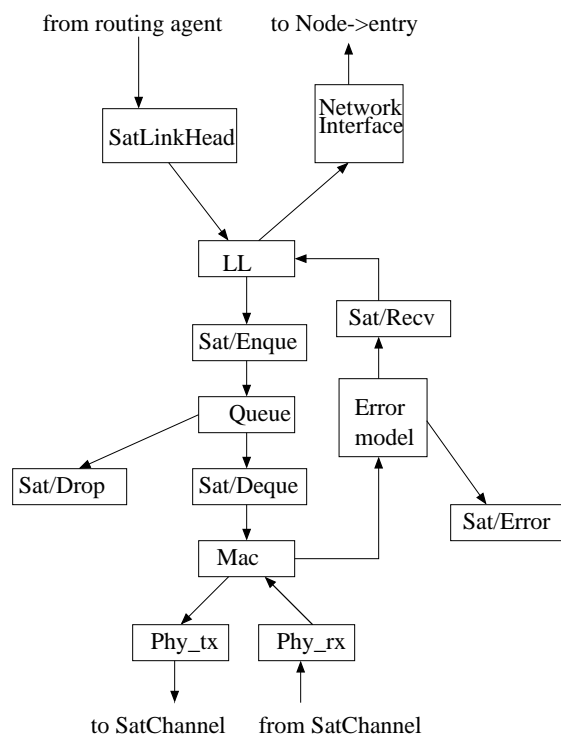 from routing agent
to Node->entry
SatLinkHead
Network
Interface
LL
Sat/Recv
Sat/Enque
Queue
Error
model
Sat/Drop
Sat/Deque
Sat/Error
Mac
Phy_tx
Phy_rx
to SatChannel
from SatChannel